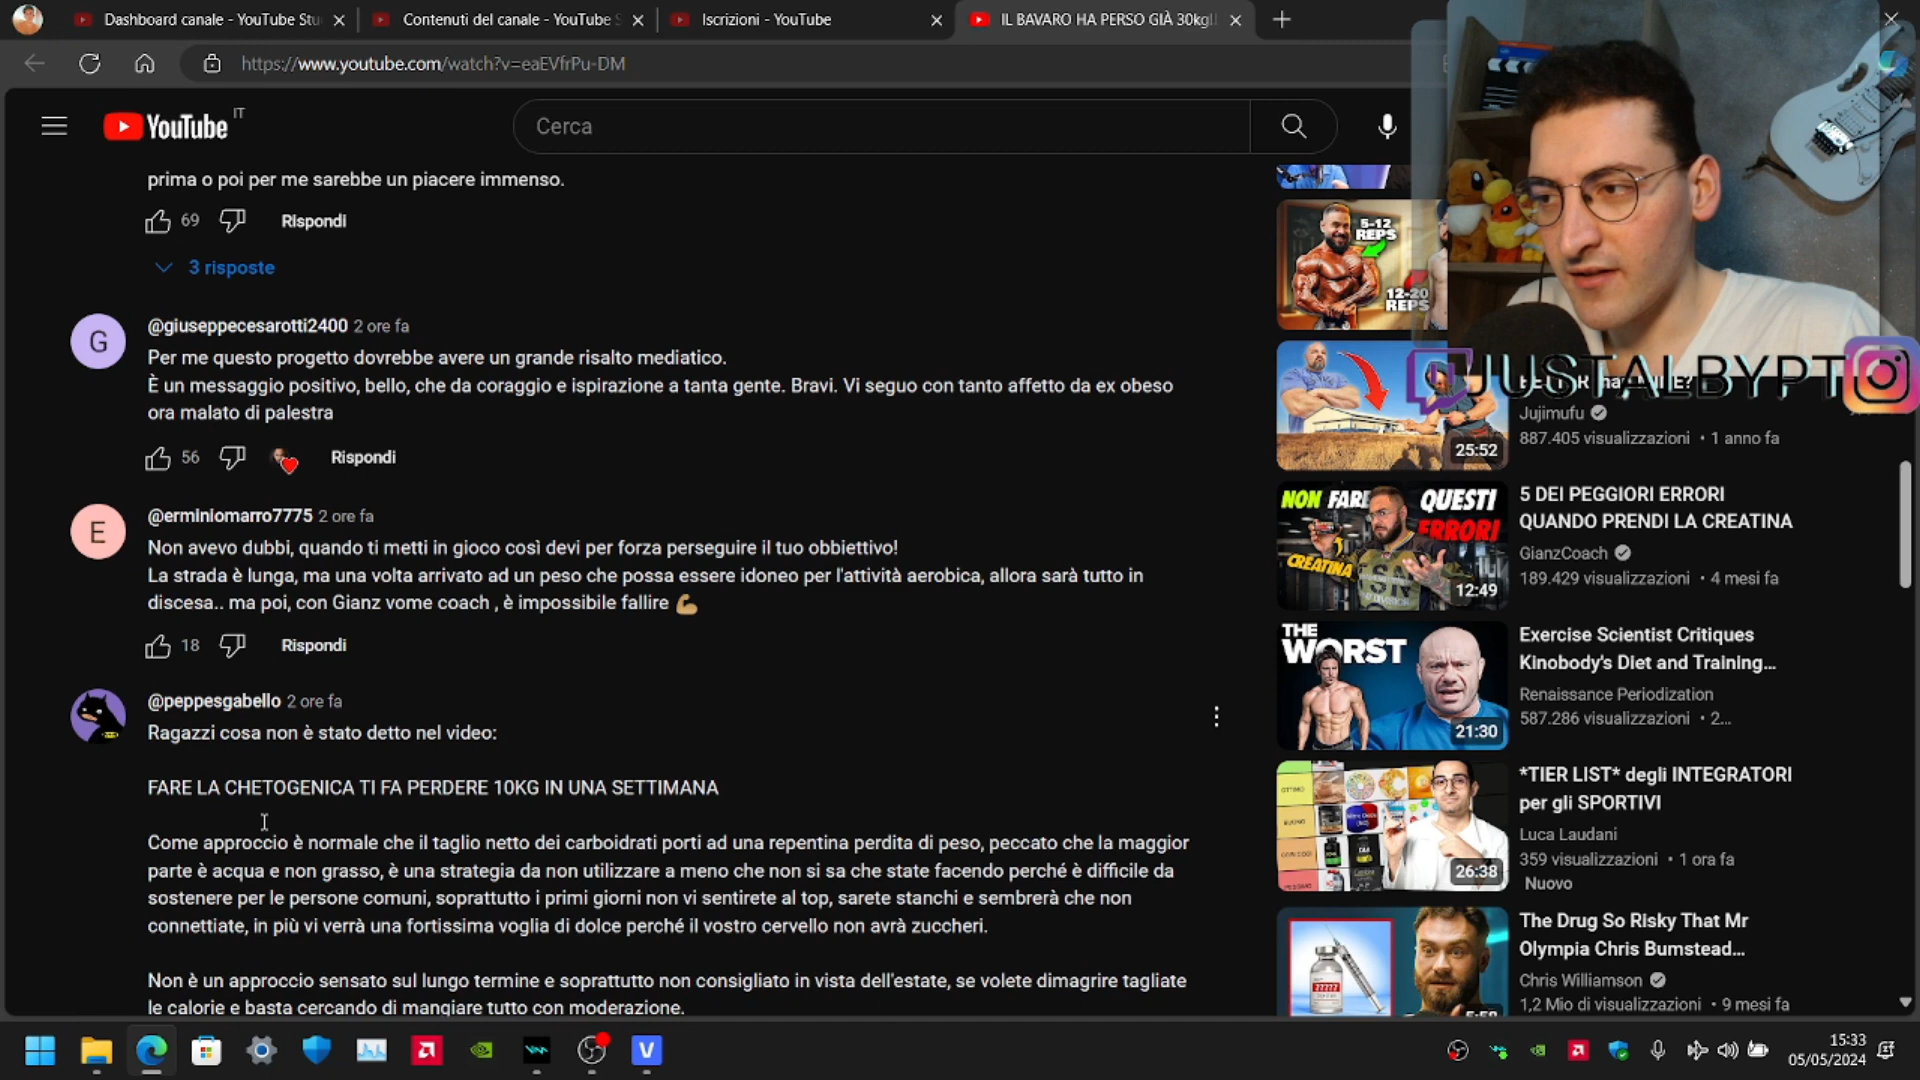 Dashboard canale - YouTube Stu
Contenuti del canale - YouTube S
Iscrizioni - YouTube
IL BAVARO HA PERSO GIÀ 30kg
https://www.youtube.com/watch?v=eaEVfrPu-DM
YouTube IT
Cerca
prima o poi per me sarebbe un piacere immenso.
69 Rispondi
3 risposte
G
@giuseppecesarotti2400 2 ore fa
Per me questo progetto dovrebbe avere un grande risalto mediatico.
È un messaggio positivo, bello, che da coraggio e ispirazione a tanta gente. Bravi. Vi seguo con tanto affetto da ex obeso
ora malato di palestra
56 Rispondi
E
@erminiomarro7775 2 ore fa
Non avevo dubbi, quando ti metti in gioco così devi per forza perseguire il tuo obbiettivo!
La strada è lunga, ma una volta arrivato ad un peso che possa essere idoneo per l'attività aerobica, allora sarà tutto in
discesa.. ma poi, con Gianz vome coach , è impossibile fallire 💪
18 Rispondi
@peppesgabello 2 ore fa
Ragazzi cosa non è stato detto nel video:
FARE LA CHETOGENICA TI FA PERDERE 10KG IN UNA SETTIMANA
Come approccio è normale che il taglio netto dei carboidrati porti ad una repentina perdita di peso, peccato che la maggior
parte è acqua e non grasso, è una strategia da non utilizzare a meno che non si sa che state facendo perché è difficile da
sostenere per le persone comuni, soprattutto i primi giorni non vi sentirete al top, sarete stanchi e sembrerà che non
connettiate, in più vi verrà una fortissima voglia di dolce perché il vostro cervello non avrà zuccheri.
Non è un approccio sensato sul lungo termine e soprattutto non consigliato in vista dell'estate, se volete dimagrire tagliate
le calorie e basta cercando di mangiare tutto con moderazione.
5-12
REPS
12-20
REPS
JUSTALBYPT
25:52
Jujimufu
887.405 visualizzazioni • 1 anno fa
NON FARE QUESTI
ERRORI
CREATINA
12:49
5 DEI PEGGIORI ERRORI
QUANDO PRENDI LA CREATINA
GianzCoach
189.429 visualizzazioni • 4 mesi fa
THE
WORST
21:30
Exercise Scientist Critiques
Kinobody's Diet and Training...
Renaissance Periodization
587.286 visualizzazioni • 2...
OTTIMO
BUONO
26:38
*TIER LIST* degli INTEGRATORI
per gli SPORTIVI
Luca Laudani
359 visualizzazioni • 1 ora fa
Nuovo
The Drug So Risky That Mr
Olympia Chris Bumstead...
Chris Williamson
1,2 Mio di visualizzazioni • 9 mesi fa
V
15:33
05/05/2024